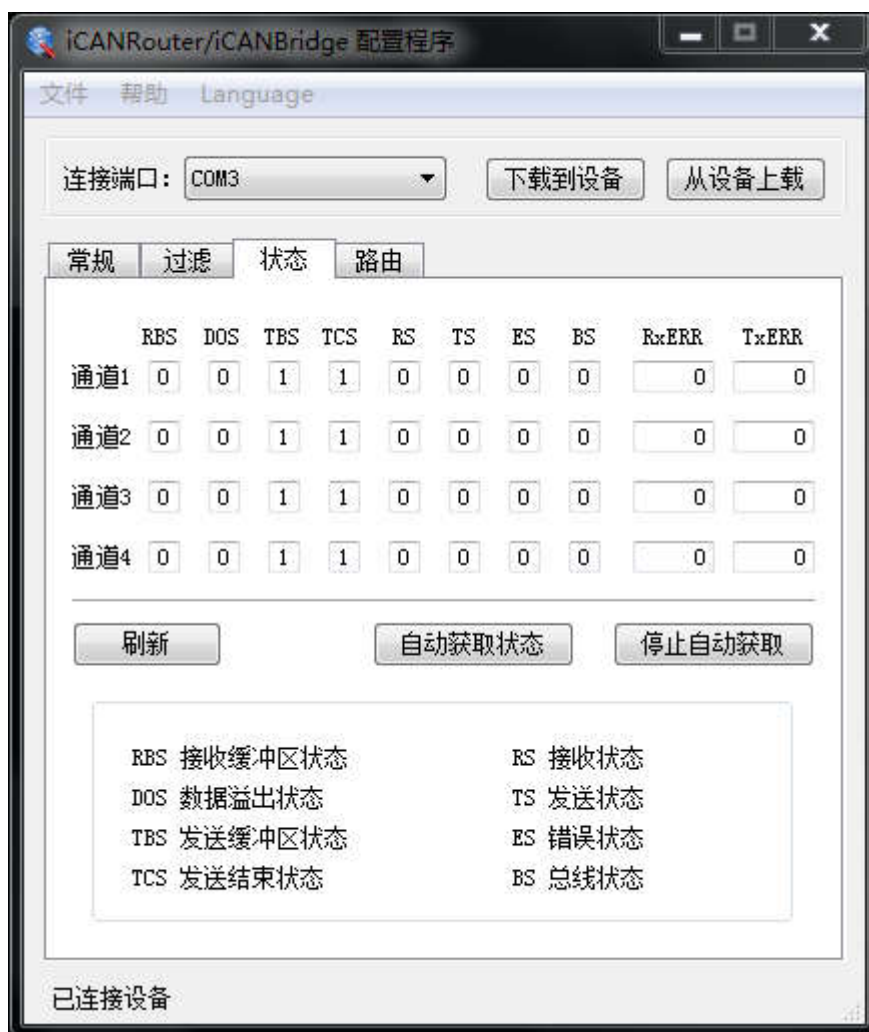 iCANRouter/iCANBridge 配置程序
文件 帮助 Language
连接端口: COM3 下载到设备 从设备上载
常规 过滤 状态 路由
RBS DOS TBS TCS RS TS ES BS RxERR TxERR
通道1 0 0 1 1 0 0 0 0 0 0
通道2 0 0 1 1 0 0 0 0 0 0
通道3 0 0 1 1 0 0 0 0 0 0
通道4 0 0 1 1 0 0 0 0 0 0
刷新 自动获取状态 停止自动获取
RBS 接收缓冲区状态 RS 接收状态
DOS 数据溢出状态 TS 发送状态
TBS 发送缓冲区状态 ES 错误状态
TCS 发送结束状态 BS 总线状态
已连接设备